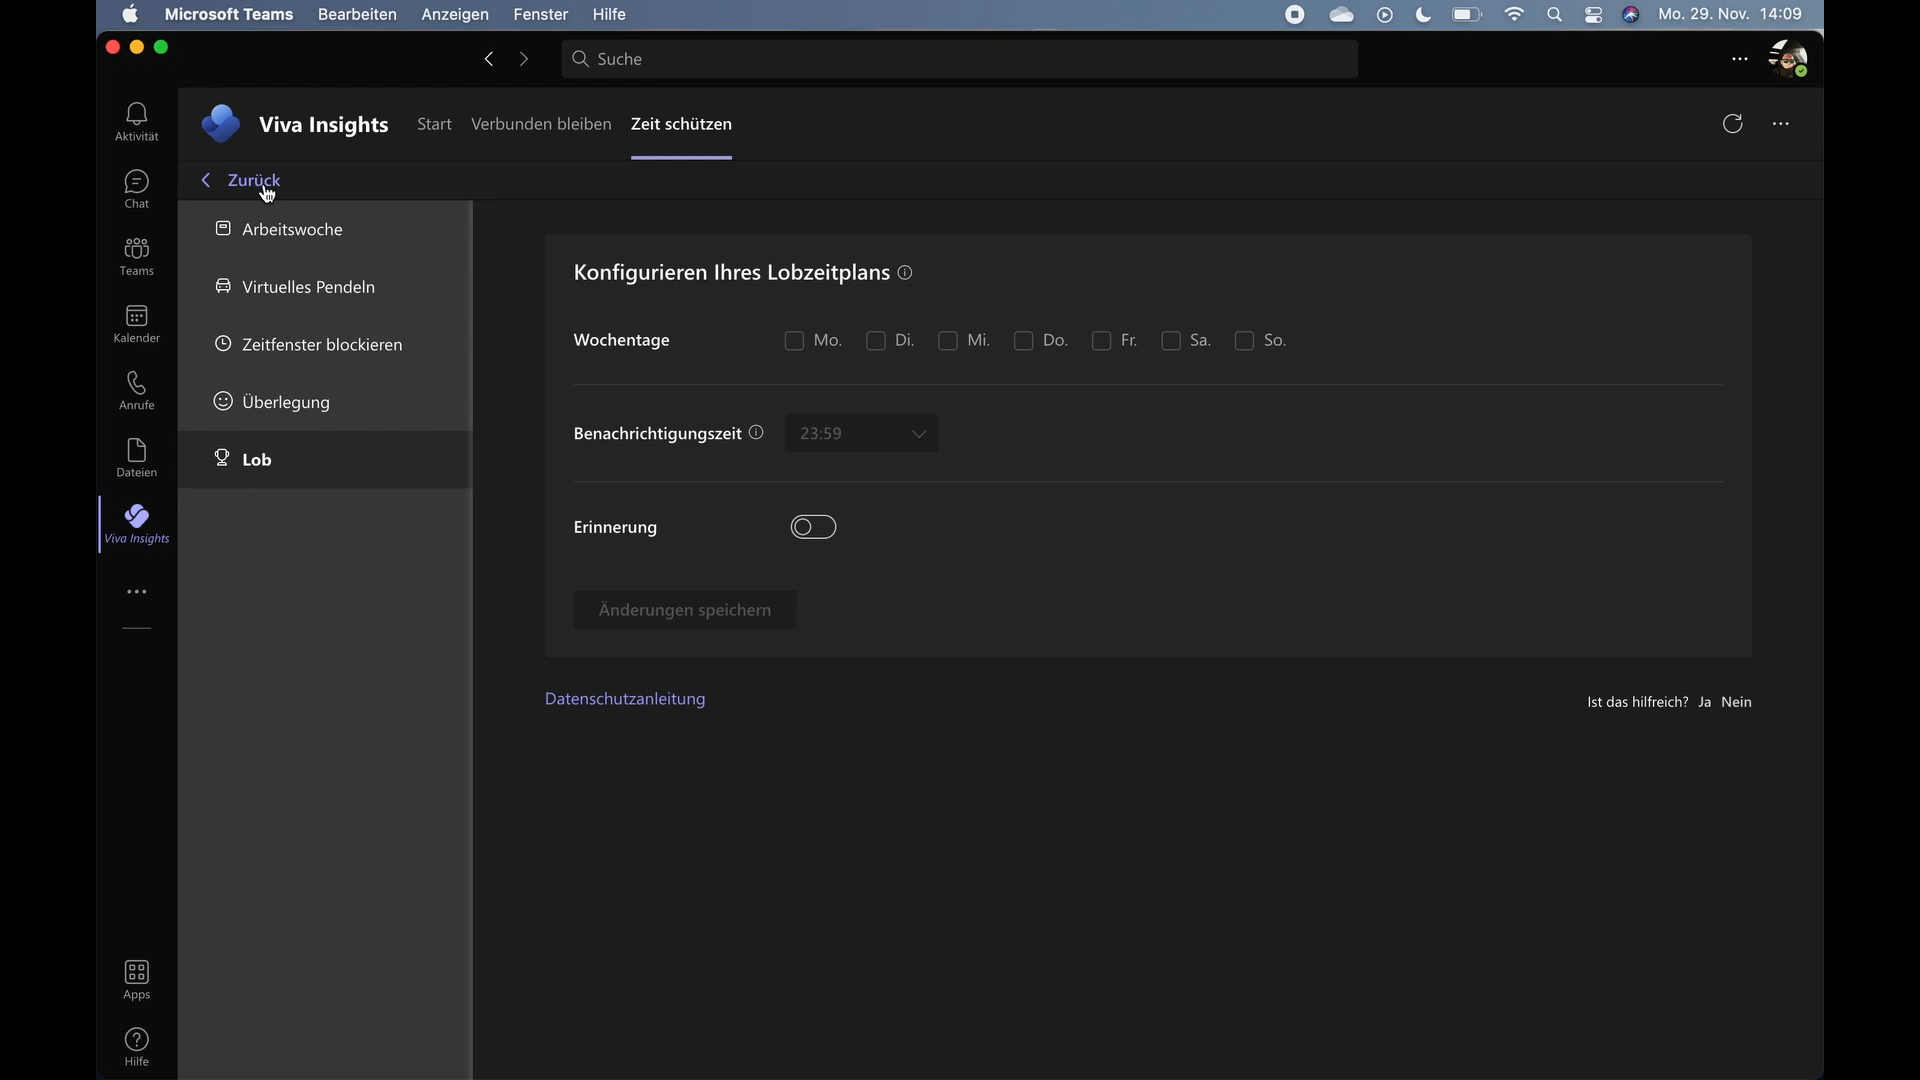 Microsoft Teams Bearbeiten Anzeigen Fenster Hilfe Mo. 29. Nov. 14:09
Suche
Aktivität
Chat
Teams
Kalender
Anrufe
Dateien
Viva Insights
Apps
Hilfe
Viva Insights Start Verbunden bleiben Zeit schützen
Zurück
Arbeitswoche
Virtuelles Pendeln
Zeitfenster blockieren
Überlegung
Lob
Konfigurieren Ihres Lobzeitplans
Wochentage Mo. Di. Mi. Do. Fr. Sa. So.
Benachrichtigungszeit 23:59
Erinnerung
Änderungen speichern
Datenschutzanleitung
Ist das hilfreich? Ja Nein